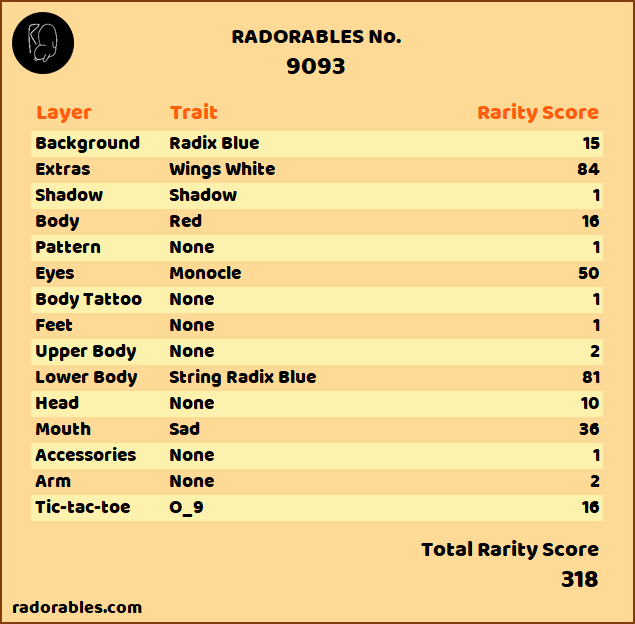 RADORABLES No.
9093
Layer Trait Rarity Score
Background Radix Blue 15
Extras Wings White 84
Shadow Shadow 1
Body Red 16
Pattern None 1
Eyes Monocle 50
Body Tattoo None 1
Feet None 1
Upper Body None 2
Lower Body String Radix Blue 81
Head None 10
Mouth Sad 36
Accessories None 1
Arm None 2
Tic-tac-toe O_9 16
Total Rarity Score
318
radorables.com